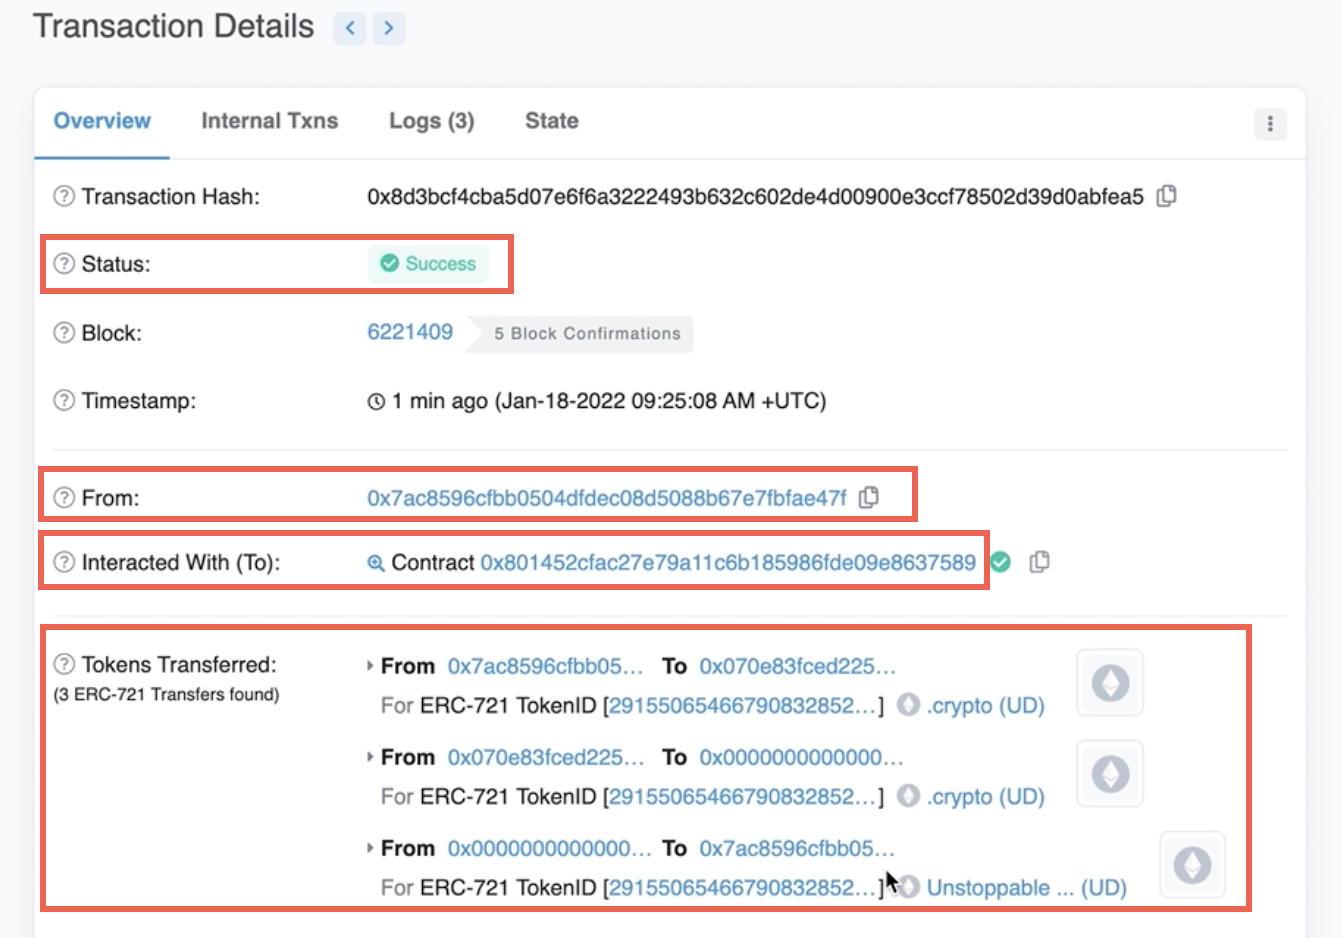 Transaction Details
Overview Internal Txns Logs (3) State
Transaction Hash: 0x8d3bcf4cba5d07e6f6a3222493b632c602de4d00900e3ccf78502d39d0abfea5
Status: Success
Block: 6221409 5 Block Confirmations
Timestamp: 1 min ago (Jan-18-2022 09:25:08 AM +UTC)
From: 0x7ac8596cfbb0504dfdec08d5088b67e7fbfae47f
Interacted With (To): Contract 0x801452cfac27e79a11c6b185986fde09e8637589
Tokens Transferred: From 0x7ac8596cfbb05... To 0x070e83fced225...
(3 ERC-721 Transfers found) For ERC-721 TokenID [29155065466790832852...] .crypto (UD)
From 0x070e83fced225... To 0x0000000000000...
For ERC-721 TokenID [29155065466790832852...] .crypto (UD)
From 0x0000000000000... To 0x7ac8596cfbb05...
For ERC-721 TokenID [29155065466790832852...] Unstoppable ... (UD)